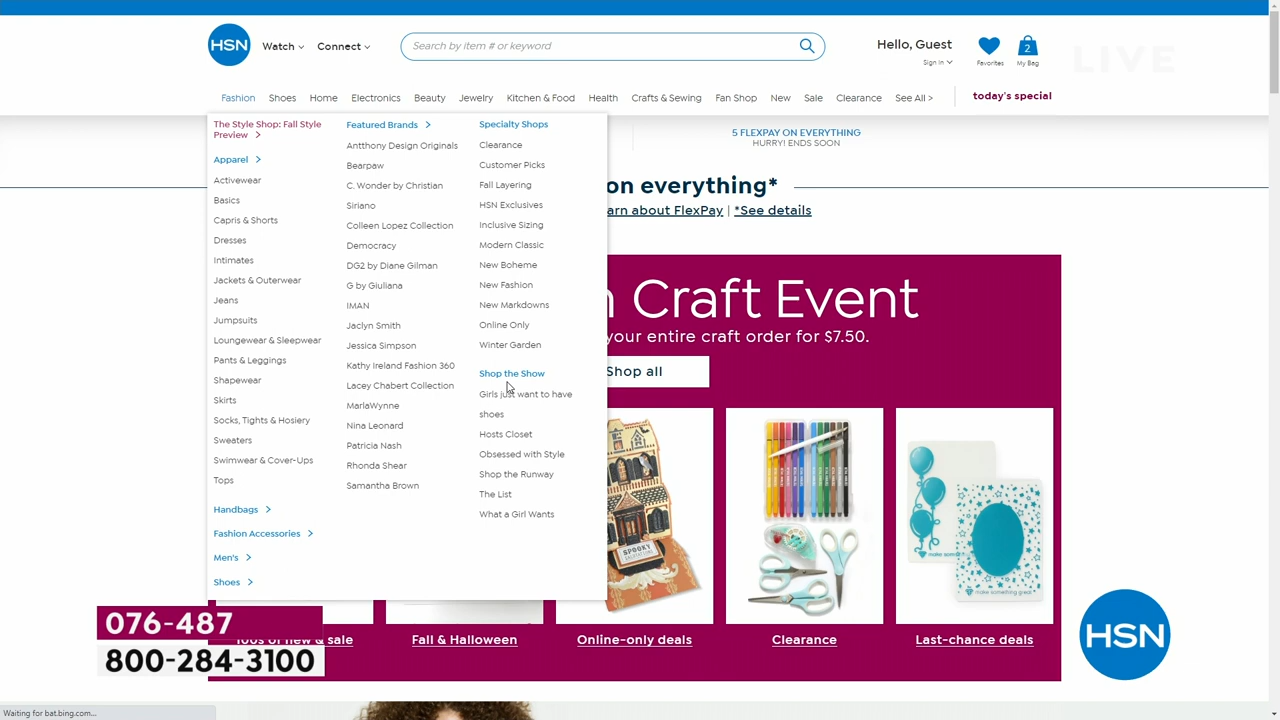 HSN
Watch
Connect
Search by item # or keyword
Hello, Guest
Sign In
Favorites
2
My Bag
LIVE
Fashion
Shoes
Home
Electronics
Beauty
Jewelry
Kitchen & Food
Health
Crafts & Sewing
Fan Shop
New
Sale
Clearance
See All >
today's special
The Style Shop: Fall Style
Preview
Apparel
Activewear
Basics
Capris & Shorts
Dresses
Intimates
Jackets & Outerwear
Jeans
Jumpsuits
Loungewear & Sleepwear
Pants & Leggings
Shapewear
Skirts
Socks, Tights & Hosiery
Sweaters
Swimwear & Cover-Ups
Tops
Handbags
Fashion Accessories
Men's
Shoes
Featured Brands
Antthony Design Originals
Bearpaw
C. Wonder by Christian
Siriano
Colleen Lopez Collection
Democracy
DG2 by Diane Gilman
G by Giuliana
IMAN
Jaclyn Smith
Jessica Simpson
Kathy Ireland Fashion 360
Lacey Chabert Collection
MarlaWynne
Nina Leonard
Patricia Nash
Rhonda Shear
Samantha Brown
Specialty Shops
Clearance
Customer Picks
Fall Layering
HSN Exclusives
Inclusive Sizing
Modern Classic
New Boheme
New Fashion
New Markdowns
Online Only
Winter Garden
Shop the Show
Girls just want to have
shoes
Hosts Closet
Obsessed with Style
Shop the Runway
The List
What a Girl Wants
5 FLEXPAY ON EVERYTHING
HURRY! ENDS SOON
on everything*
arn about FlexPay | *See details
Craft Event
your entire craft order for $7.50.
Shop all
SPOOKY
make something great
& sale
Fall & Halloween
Online-only deals
Clearance
Last-chance deals
076-487
800-284-3100
HSN
Waiting for bat.bing.com...